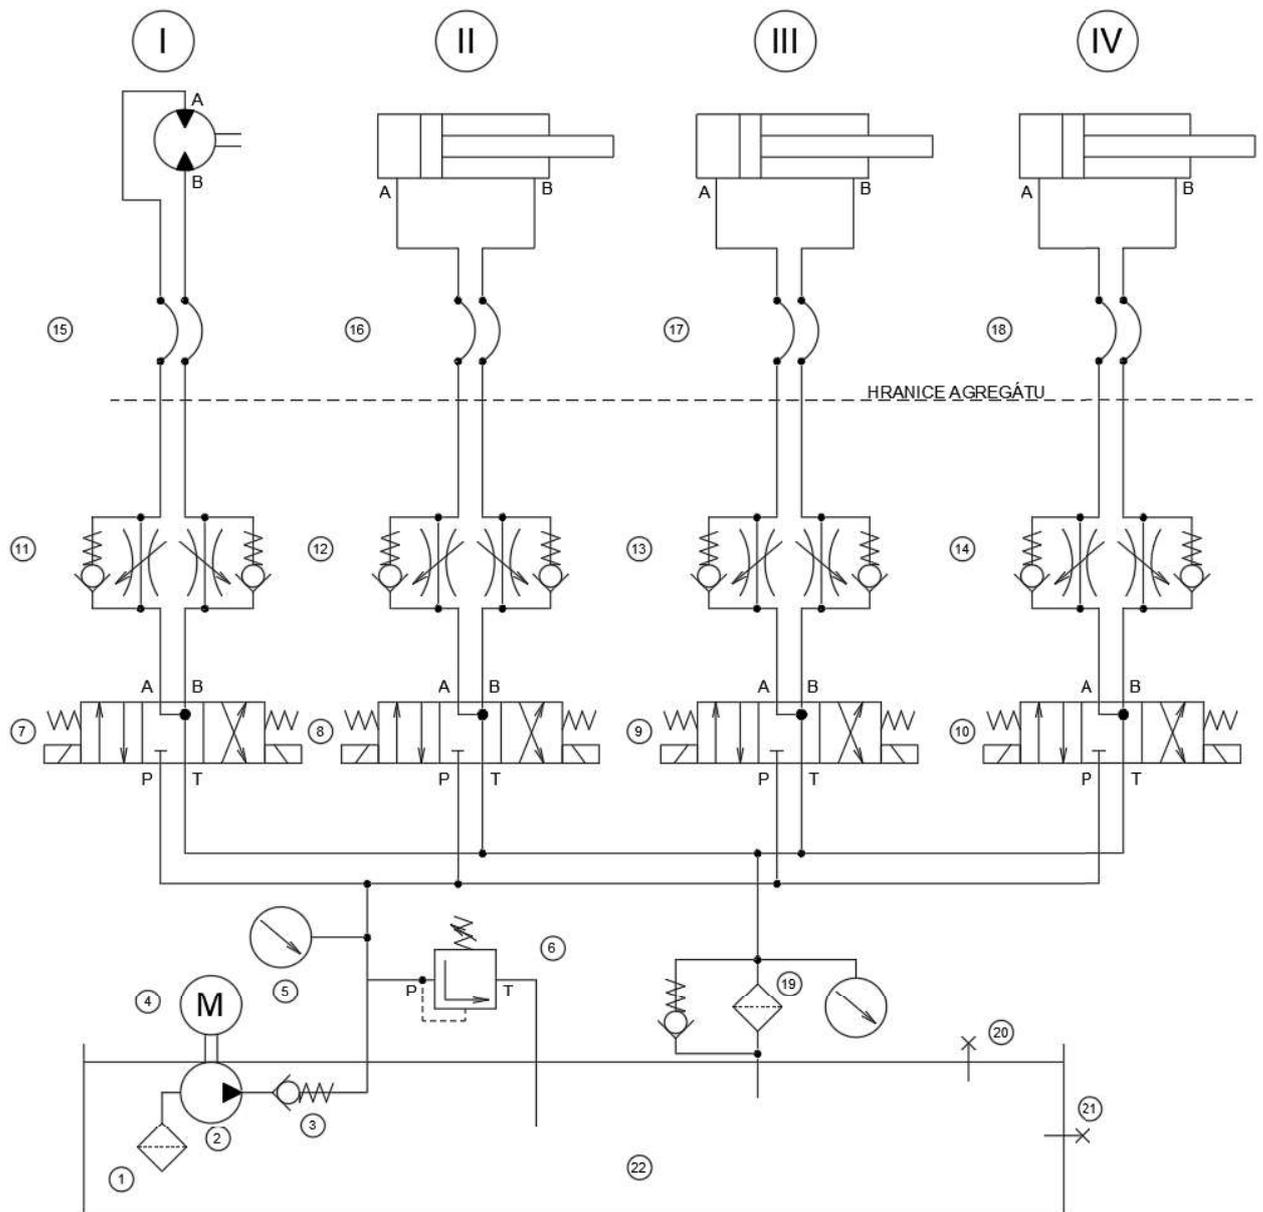 I II III IV
A
B
A B A B A B
15 16 17 18
HRANICE AGREGÁTU
11 12 13 14
A B A B A B A B
7 8 9 10
P T P T P T P T
6
P T
19
5
4 M
20
3
2
21
1
22